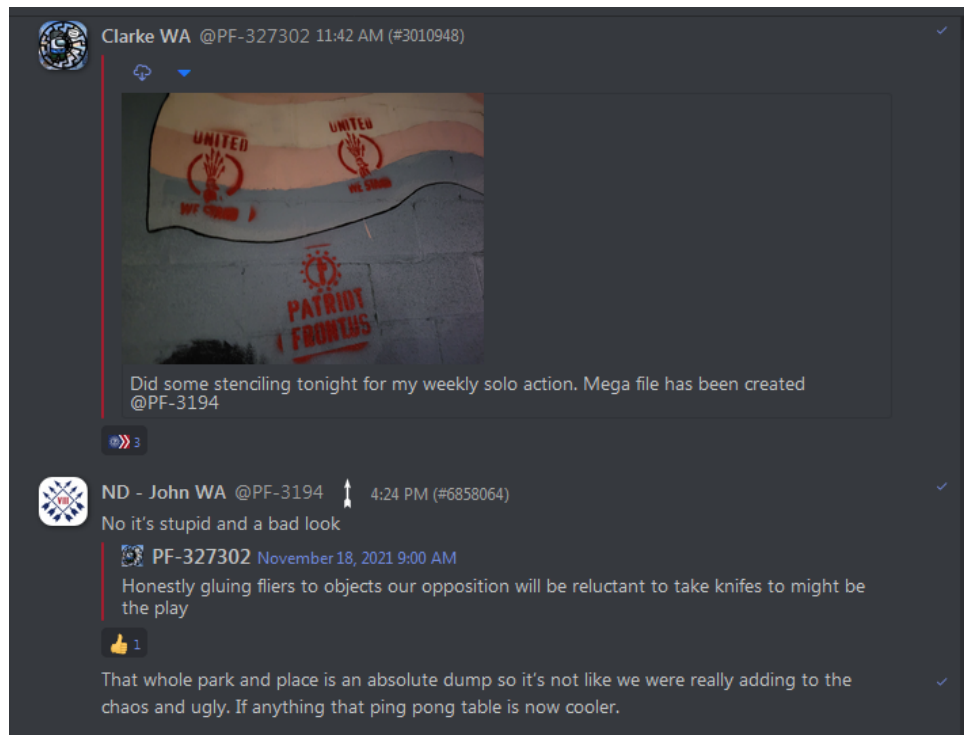 Clarke WA @PF-327302 11:42 AM (#3010948)
UNITED
WE STAND
UNITED
WE STAND
P
PATRIOT
FRONT.US
Did some stenciling tonight for my weekly solo action. Mega file has been created
@PF-3194
3
ND - John WA @PF-3194 4:24 PM (#6858064)
VIII
No it's stupid and a bad look
PF-327302 November 18, 2021 9:00 AM
Honestly gluing fliers to objects our opposition will be reluctant to take knifes to might be
the play
1
That whole park and place is an absolute dump so it's not like we were really adding to the
chaos and ugly. If anything that ping pong table is now cooler.